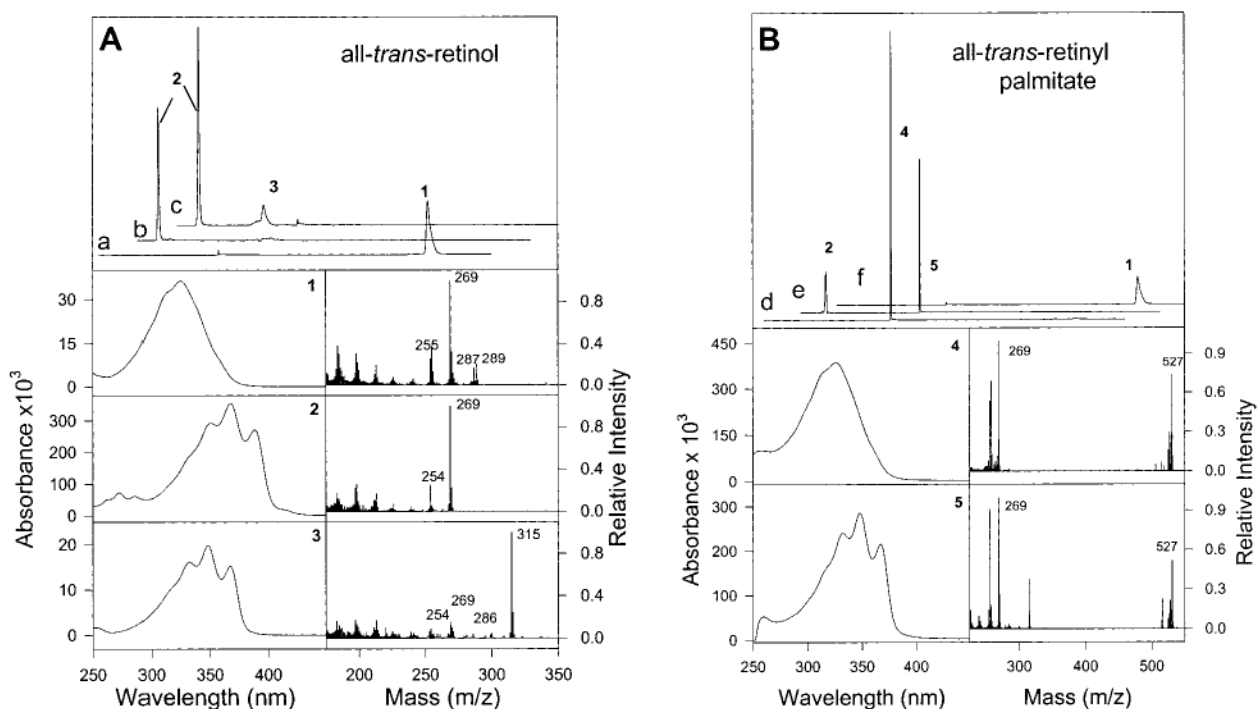 A
all-trans-retinol
2
3
1
c
b
a
30
15
0
1
269
255
287
289
0.8
0.4
0.0
300
200
100
0
2
269
254
0.8
0.4
0.0
20
10
0
3
315
269
254
286
0.8
0.4
0.0
Absorbance x10³
Relative Intensity
250 300 350 400
200 250 300 350
Wavelength (nm)
Mass (m/z)
B
all-trans-retinyl
palmitate
4
2
5
1
f
e
d
450
300
150
0
4
269
527
0.9
0.6
0.3
0.0
300
200
100
0
5
269
527
0.9
0.6
0.3
0.0
Absorbance x 10³
Relative Intensity
250 300 350 400
300 500
Wavelength (nm)
Mass (m/z)